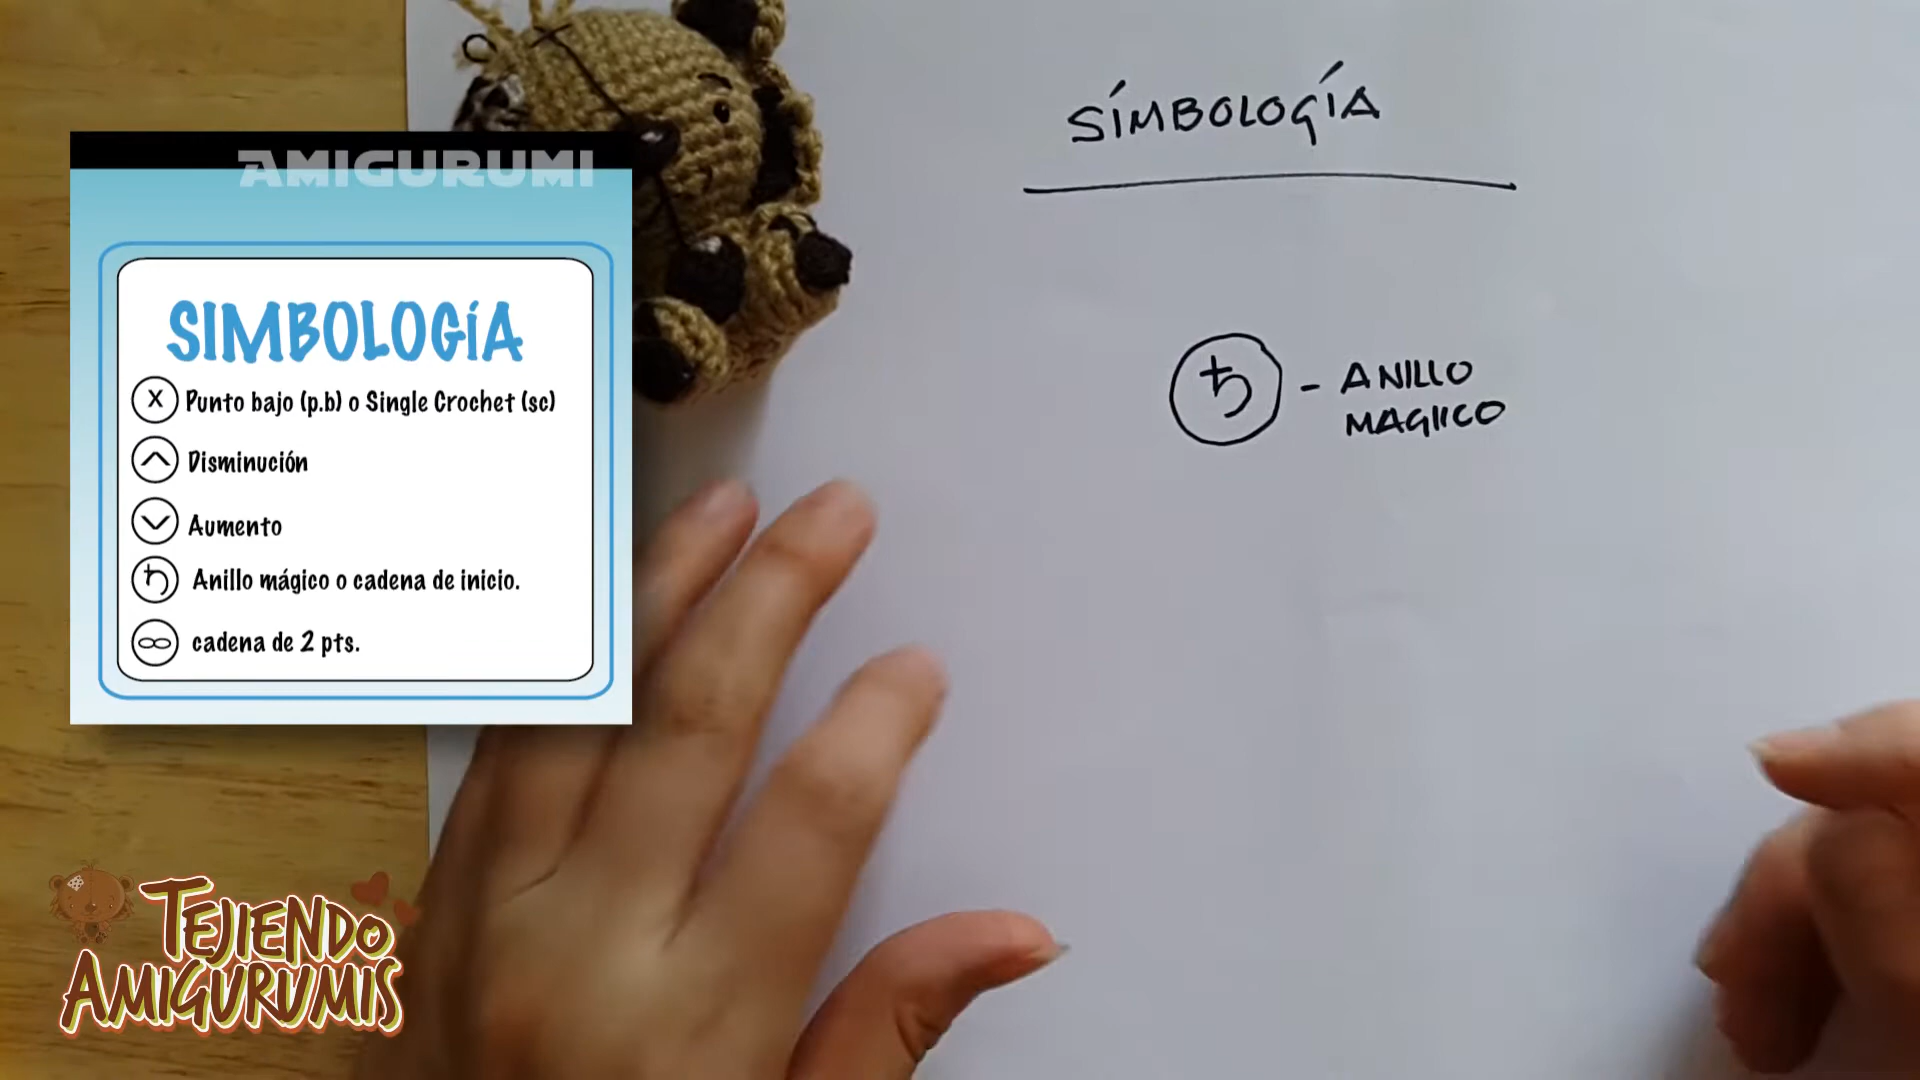 AMIGURUMI
SIMBOLOGÍA
X Punto bajo (p.b) o Single Crochet (sc)
Disminución
Aumento
Anillo mágico o cadena de inicio.
cadena de 2 pts.
TEJIENDO
AMIGURUMIS
SÍMBOLOGÍA
- ANILLO
MAGIICO